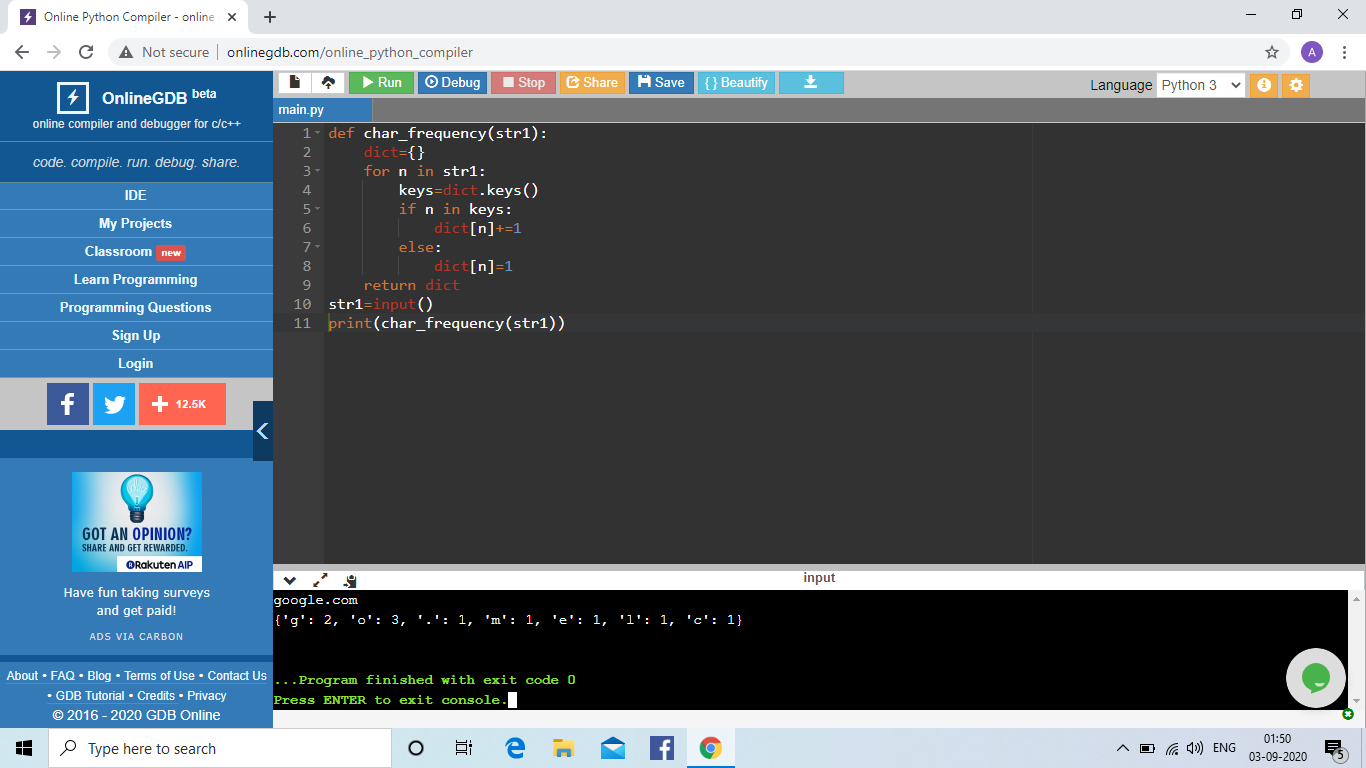 Online Python Compiler - online
Not secure | onlinegdb.com/online_python_compiler
A
OnlineGDB beta
online compiler and debugger for c/c++
code. compile. run. debug. share.
IDE
My Projects
Classroom new
Learn Programming
Programming Questions
Sign Up
Login
12.5K
GOT AN OPINION?
SHARE AND GET REWARDED.
Rakuten AIP
Have fun taking surveys
and get paid!
ADS VIA CARBON
About • FAQ • Blog • Terms of Use • Contact Us
• GDB Tutorial • Credits • Privacy
© 2016 - 2020 GDB Online
Run Debug Stop Share Save { } Beautify
Language Python 3
main.py
1 def char_frequency(str1):
2 dict={}
3 for n in str1:
4 keys=dict.keys()
5 if n in keys:
6 dict[n]+=1
7 else:
8 dict[n]=1
9 return dict
10 str1=input()
11 print(char_frequency(str1))
input
google.com
{'g': 2, 'o': 3, '.': 1, 'm': 1, 'e': 1, 'l': 1, 'c': 1}
...Program finished with exit code 0
Press ENTER to exit console.
Type here to search
ENG
01:50
03-09-2020
5